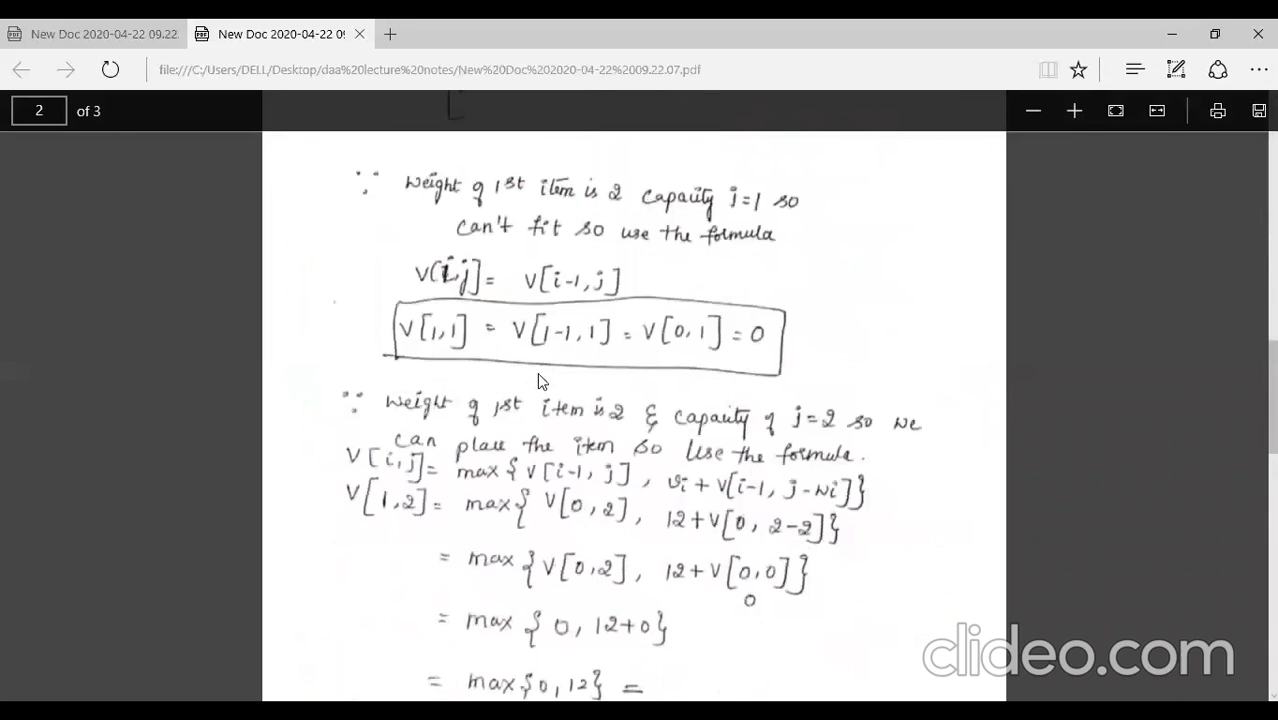 New Doc 2020-04-22 09.22.
New Doc 2020-04-22 09
file:///C:/Users/DELL/Desktop/daa%20lecture%20notes/New%20Doc%202020-04-22%2009.22.07.pdf
2 of 3
∵ Weight of 1st item is 2 capacity j=1 so
can't fit so use the formula
V[i,j] = V[i-1, j]
V[1,1] = V[1-1, 1] = V[0, 1] = 0
∵ Weight of 1st item is 2 & capacity of j=2 so we
can place the item so Use the formula.
V[i,j] = max{V[i-1, j], vi + V[i-1, j-wi]}
V[1,2] = max{V[0,2], 12+V[0, 2-2]}
= max{V[0,2], 12+V[0,0]}
0
= max{0, 12+0}
= max{0, 12} =
clideo.com